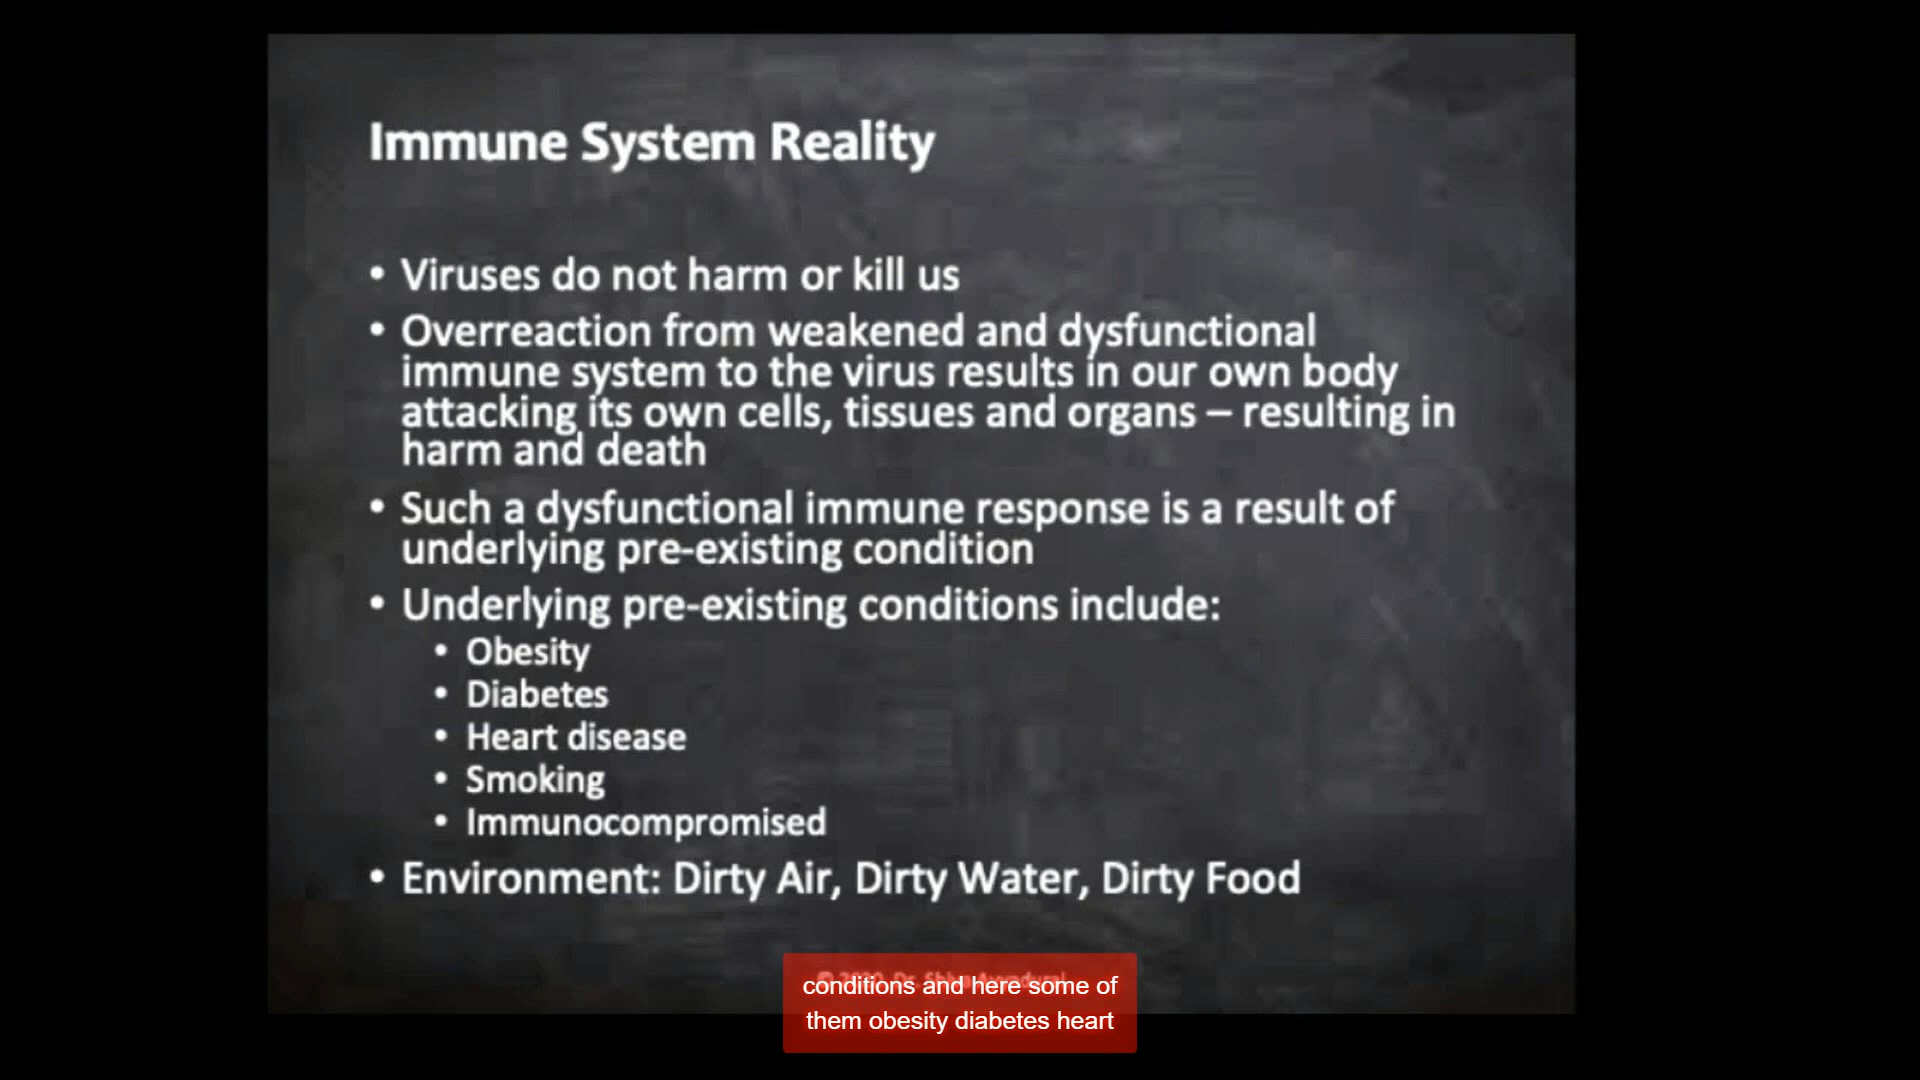 Immune System Reality
• Viruses do not harm or kill us
• Overreaction from weakened and dysfunctional
immune system to the virus results in our own body
attacking its own cells, tissues and organs – resulting in
harm and death
• Such a dysfunctional immune response is a result of
underlying pre-existing condition
• Underlying pre-existing conditions include:
• Obesity
• Diabetes
• Heart disease
• Smoking
• Immunocompromised
• Environment: Dirty Air, Dirty Water, Dirty Food
© 2020. Dr.
conditions and here some of
them obesity diabetes heart